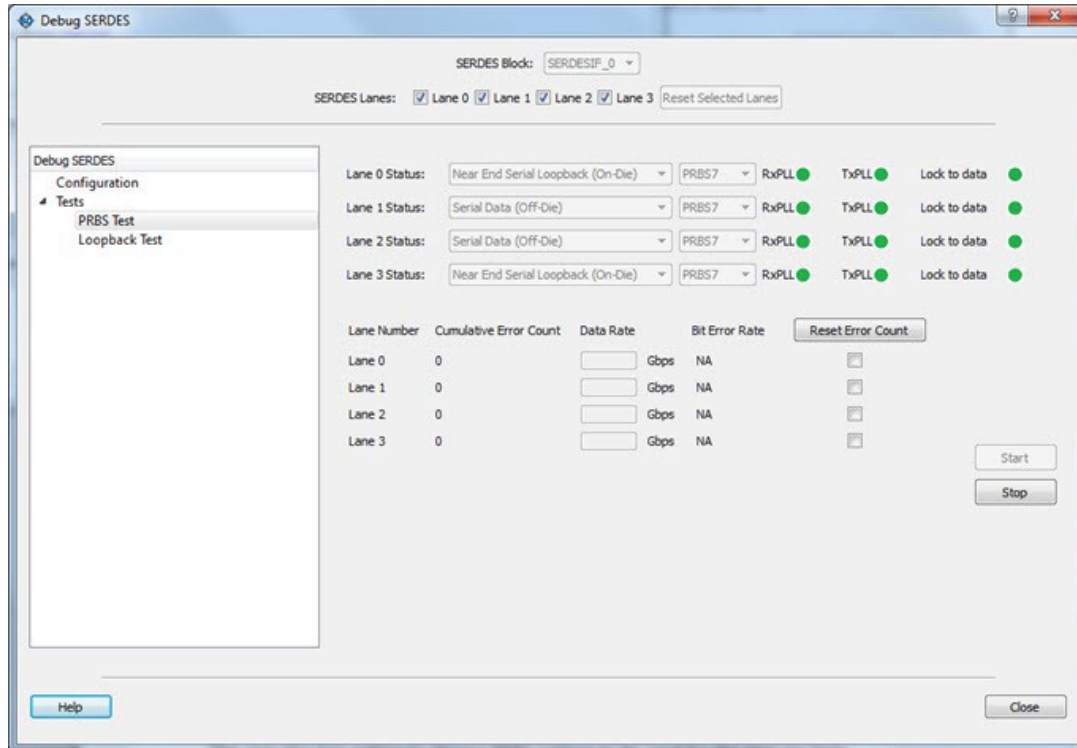 Debug SERDES
SERDES Block: SERDESIF_0
SERDES Lanes: Lane 0 Lane 1 Lane 2 Lane 3 Reset Selected Lanes
Debug SERDES
Configuration
Tests
PRBS Test
Loopback Test
Lane 0 Status: Near End Serial Loopback (On-Die) PRBS7 RxPLL TxPLL Lock to data
Lane 1 Status: Serial Data (Off-Die) PRBS7 RxPLL TxPLL Lock to data
Lane 2 Status: Serial Data (Off-Die) PRBS7 RxPLL TxPLL Lock to data
Lane 3 Status: Near End Serial Loopback (On-Die) PRBS7 RxPLL TxPLL Lock to data
Lane Number Cumulative Error Count Data Rate Bit Error Rate Reset Error Count
Lane 0 0 Gbps NA
Lane 1 0 Gbps NA
Lane 2 0 Gbps NA
Lane 3 0 Gbps NA
Start
Stop
Help Close